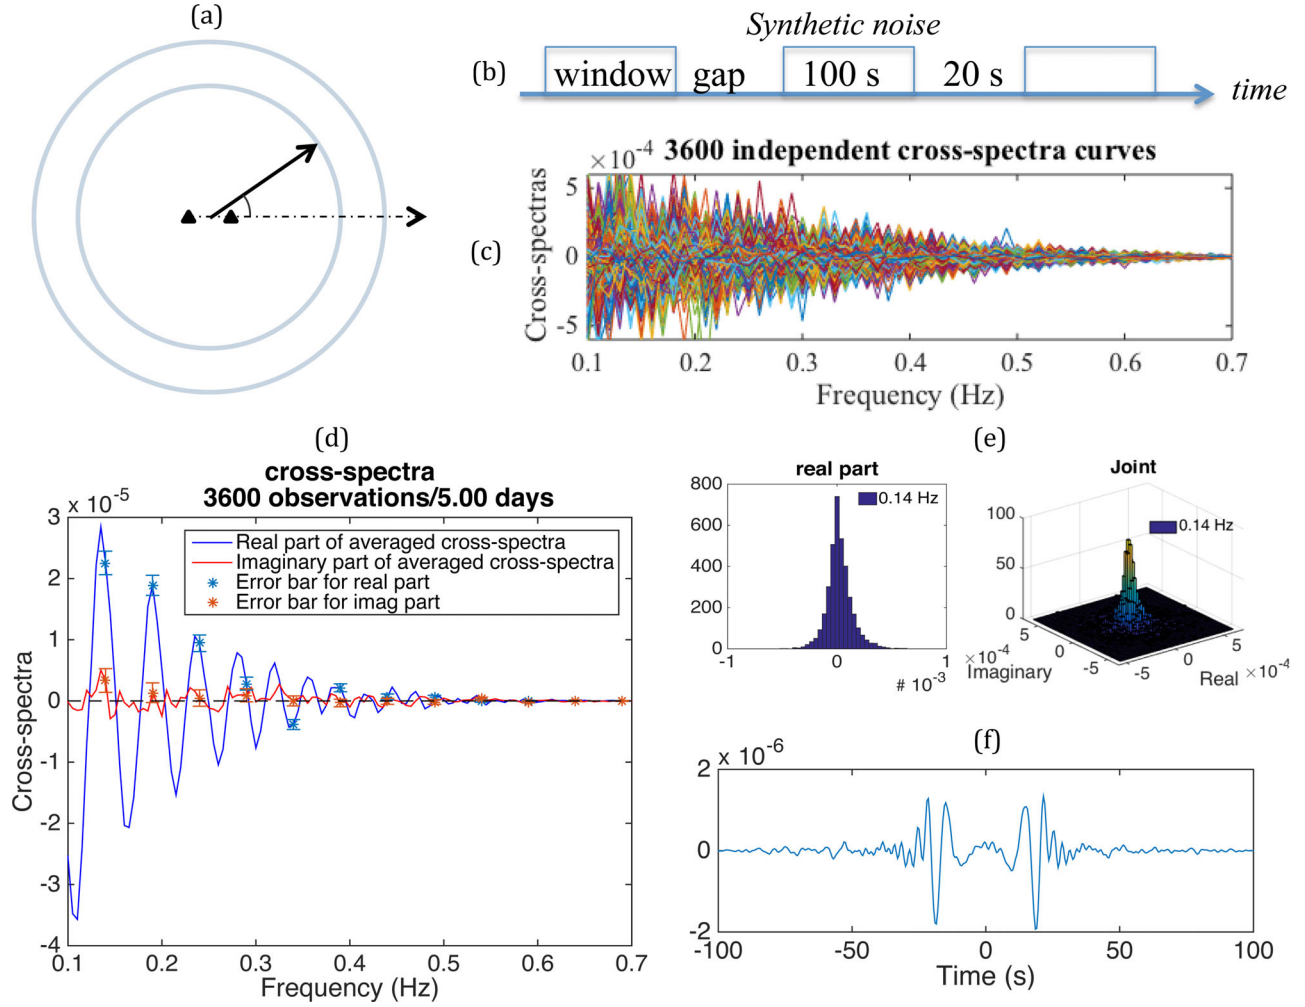 (a)
Synthetic noise
(b) window gap 100 s 20 s time
×10⁻⁴ 3600 independent cross-spectra curves
(c)
Cross-spectras
5
0
-5
0.1 0.2 0.3 0.4 0.5 0.6 0.7
Frequency (Hz)
(d)
cross-spectra
3600 observations/5.00 days
x 10⁻⁵
Real part of averaged cross-spectra
Imaginary part of averaged cross-spectra
Error bar for real part
Error bar for imag part
Cross-spectra
3
2
1
0
-1
-2
-3
-4
0.1 0.2 0.3 0.4 0.5 0.6 0.7
Frequency (Hz)
(e)
real part
0.14 Hz
800
600
400
200
0
-1 0 1
# 10⁻³
Joint
0.14 Hz
100
50
0
5 0 -5
×10⁻⁴
Imaginary
-5 0 5
Real ×10⁻⁴
(f)
x 10⁻⁶
2
0
-2
-100 -50 0 50 100
Time (s)